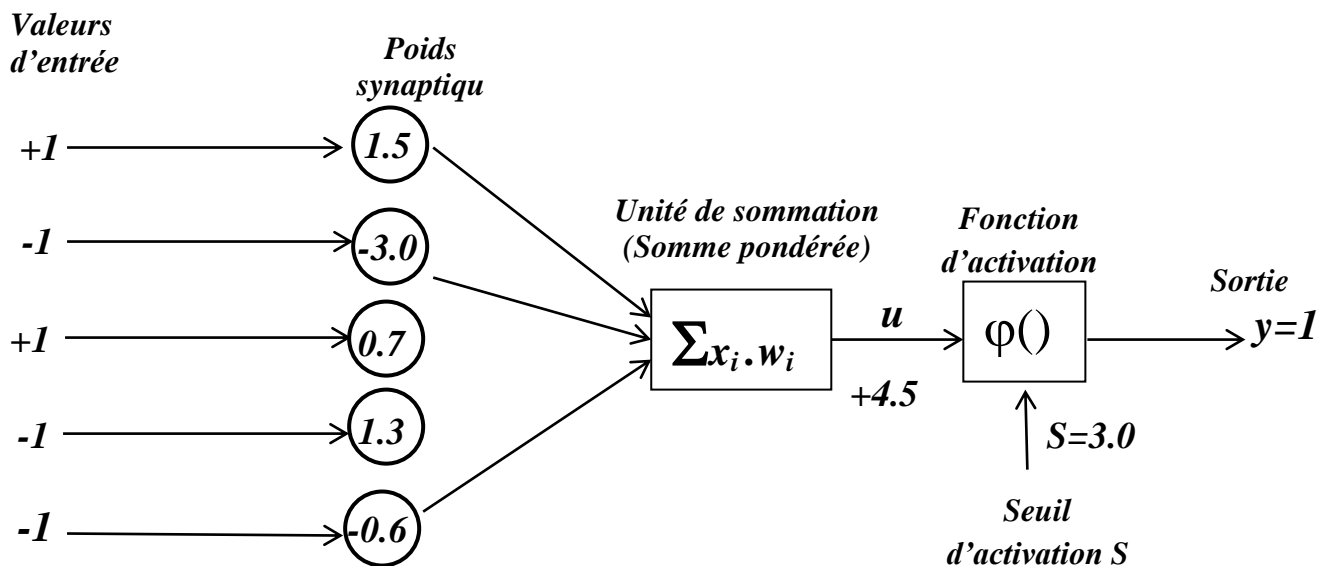 Valeurs
d'entrée
Poids
synaptiqu
+1
1.5
-1
-3.0
+1
0.7
-1
1.3
-1
-0.6
Unité de sommation
(Somme pondérée)
∑xᵢ.wᵢ
u
+4.5
Fonction
d'activation
φ()
S=3.0
Seuil
d'activation S
Sortie
y=1